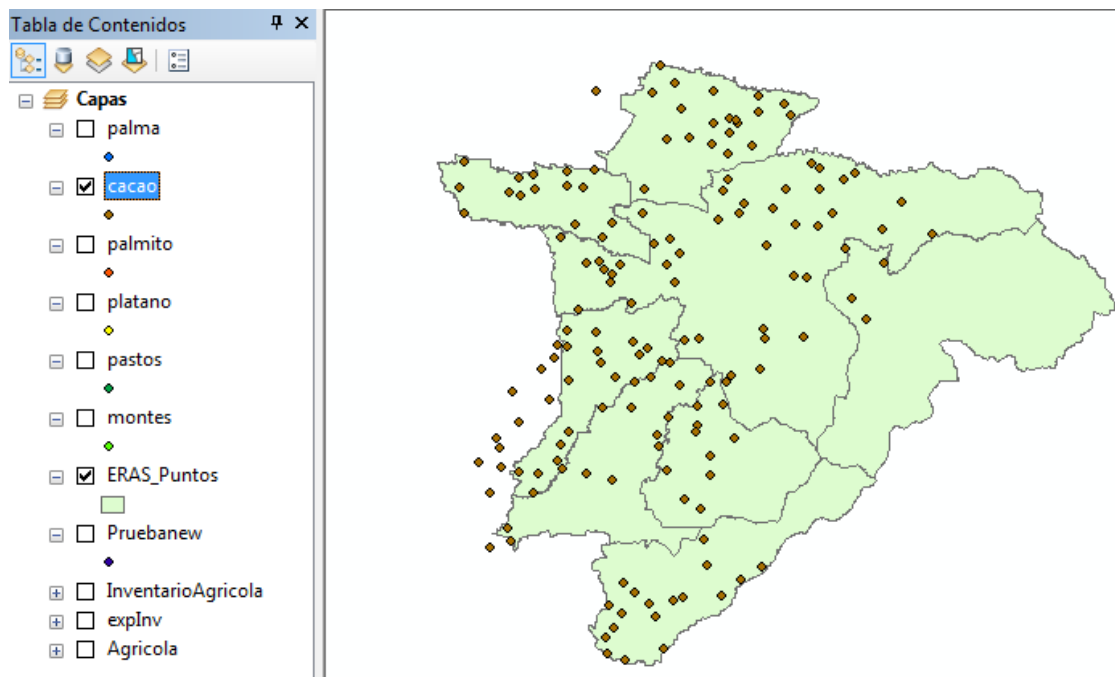 Tabla de Contenidos
Capas
palma
cacao
palmito
platano
pastos
montes
ERAS_Puntos
Pruebanew
InventarioAgricola
expInv
Agricola